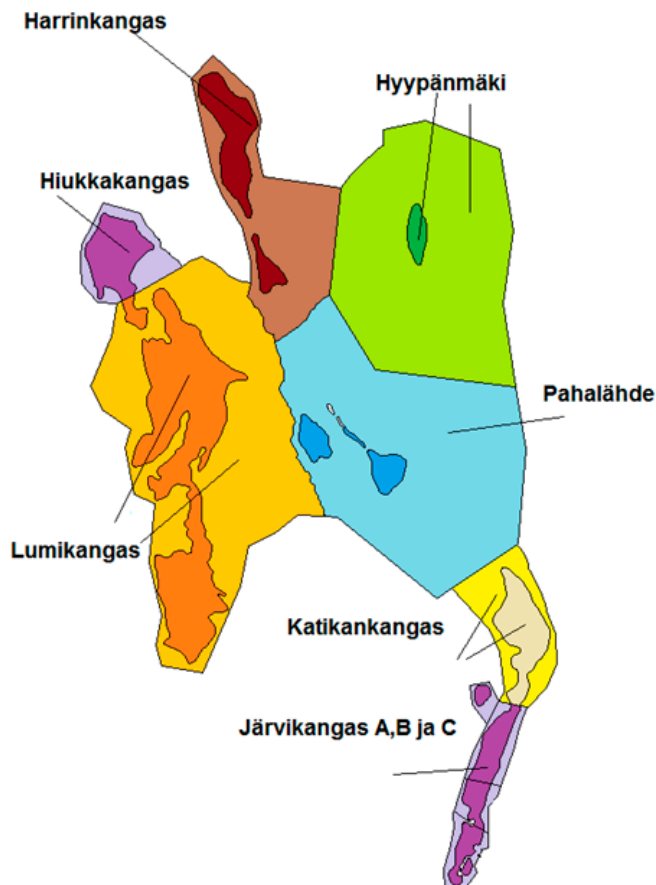 Harrinkangas
Hyypänmäki
Hiukkakangas
Pahalähde
Lumikangas
Katikankangas
Järvikangas A,B ja C